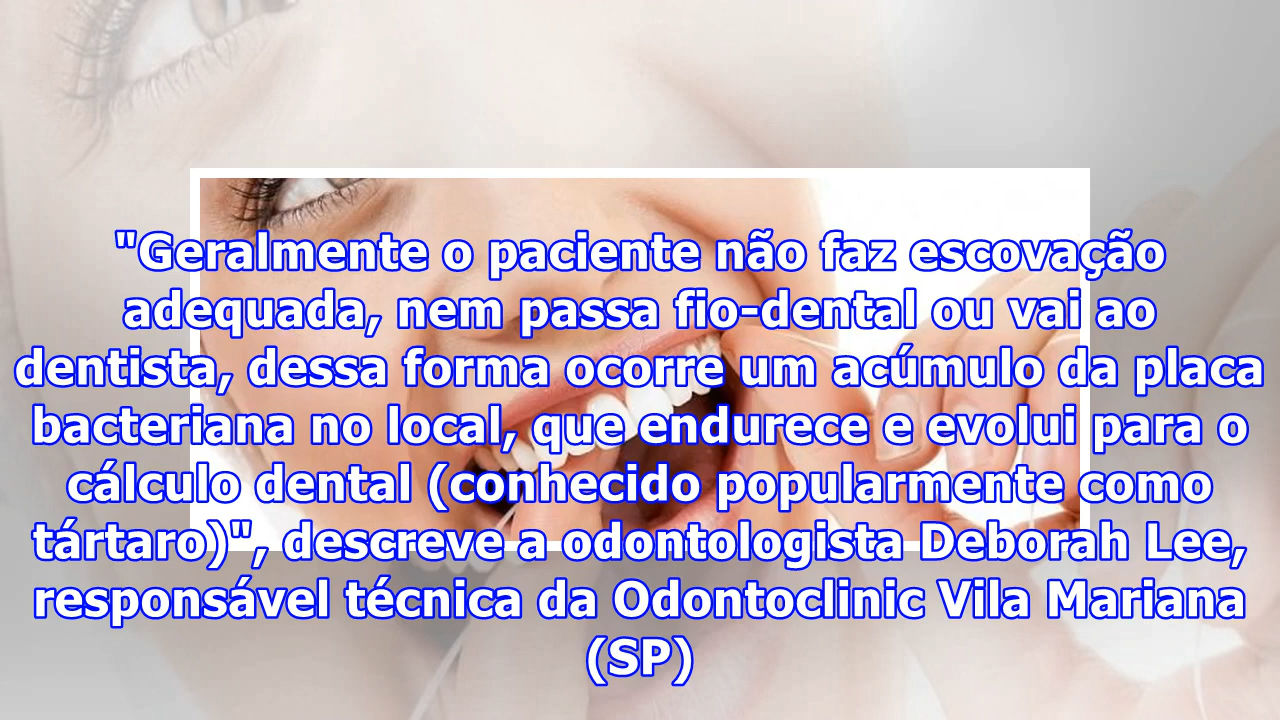 "Geralmente o paciente não faz escovação
adequada, nem passa fio-dental ou vai ao
dentista, dessa forma ocorre um acúmulo da placa
bacteriana no local, que endurece e evolui para o
cálculo dental (conhecido popularmente como
tártaro)", descreve a odontologista Deborah Lee,
responsável técnica da Odontoclinic Vila Mariana
(SP)